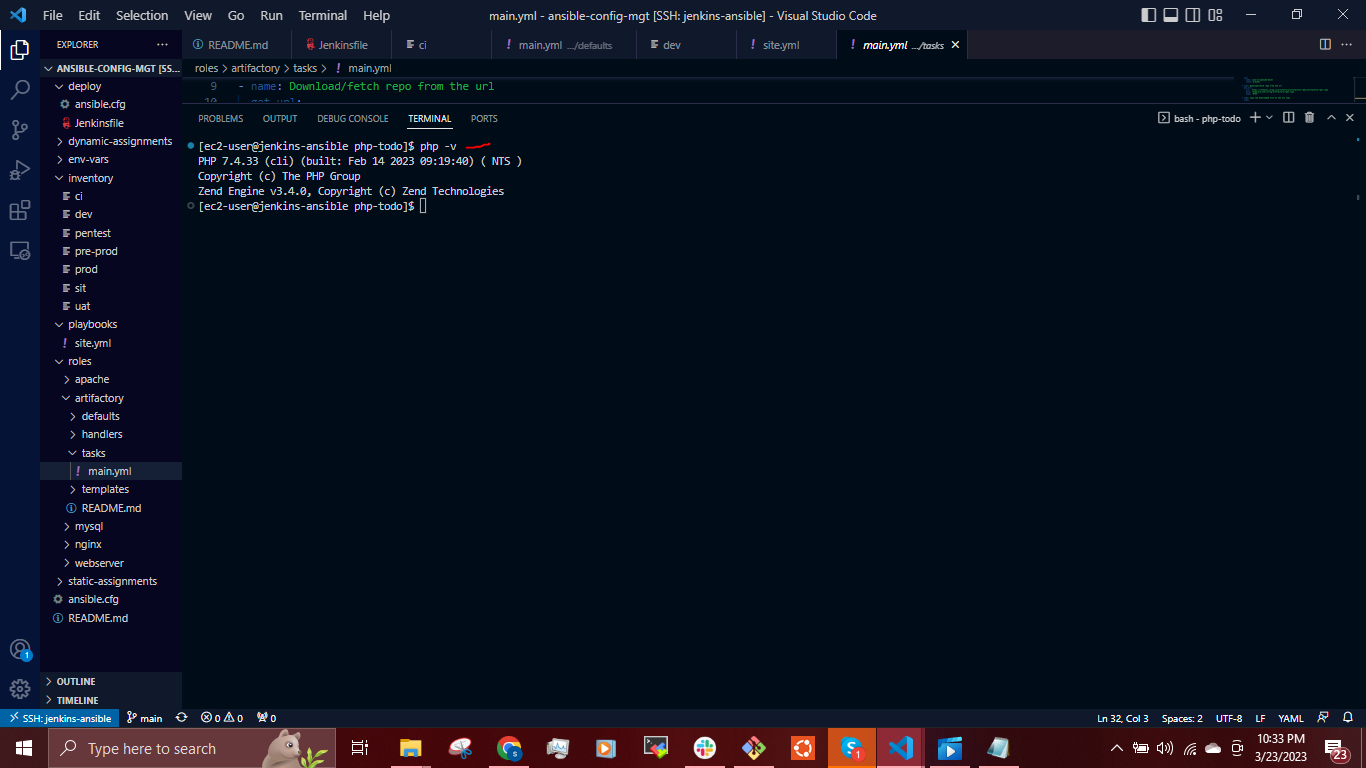 File Edit Selection View Go Run Terminal Help main.yml - ansible-config-mgt [SSH: jenkins-ansible] - Visual Studio Code
EXPLORER ···
README.md Jenkinsfile ci main.yml .../defaults dev site.yml main.yml .../tasks
ANSIBLE-CONFIG-MGT [SS...
roles > artifactory > tasks > ! main.yml
9 - name: Download/fetch repo from the url
10 get_url:
deploy
ansible.cfg
Jenkinsfile
dynamic-assignments
env-vars
inventory
ci
dev
pentest
pre-prod
prod
sit
uat
playbooks
! site.yml
roles
apache
artifactory
defaults
handlers
tasks
! main.yml
templates
README.md
mysql
nginx
webserver
static-assignments
ansible.cfg
README.md
OUTLINE
TIMELINE
PROBLEMS OUTPUT DEBUG CONSOLE TERMINAL PORTS bash - php-todo
[ec2-user@jenkins-ansible php-todo]$ php -v
PHP 7.4.33 (cli) (built: Feb 14 2023 09:19:40) ( NTS )
Copyright (c) The PHP Group
Zend Engine v3.4.0, Copyright (c) Zend Technologies
[ec2-user@jenkins-ansible php-todo]$
1
SSH: jenkins-ansible main 0 0 0 Ln 32, Col 3 Spaces: 2 UTF-8 LF YAML
Type here to search
1
10:33 PM
3/23/2023
23